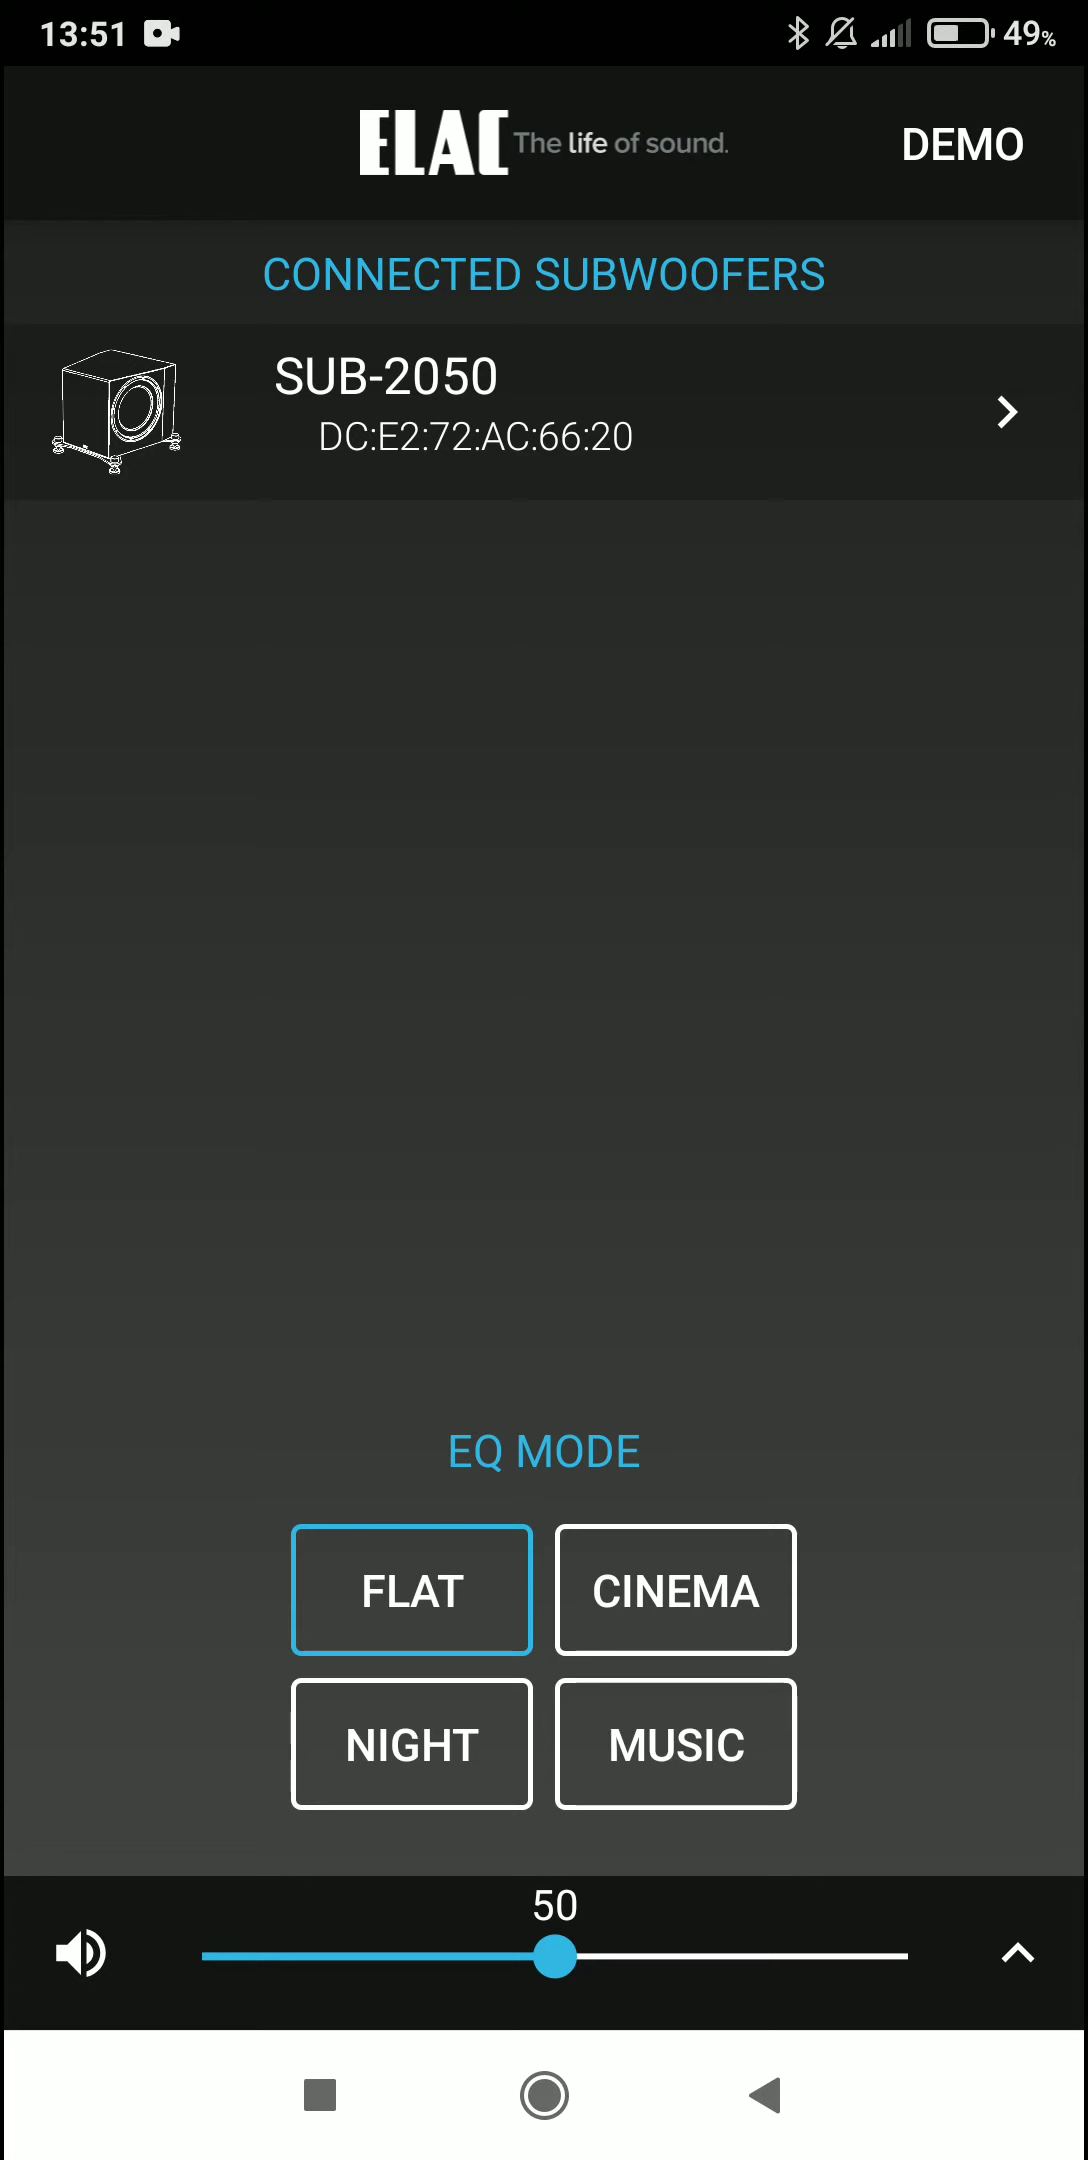 13:51
49%
ELAC The life of sound.
DEMO
CONNECTED SUBWOOFERS
SUB-2050
DC:E2:72:AC:66:20
EQ MODE
FLAT
CINEMA
NIGHT
MUSIC
50